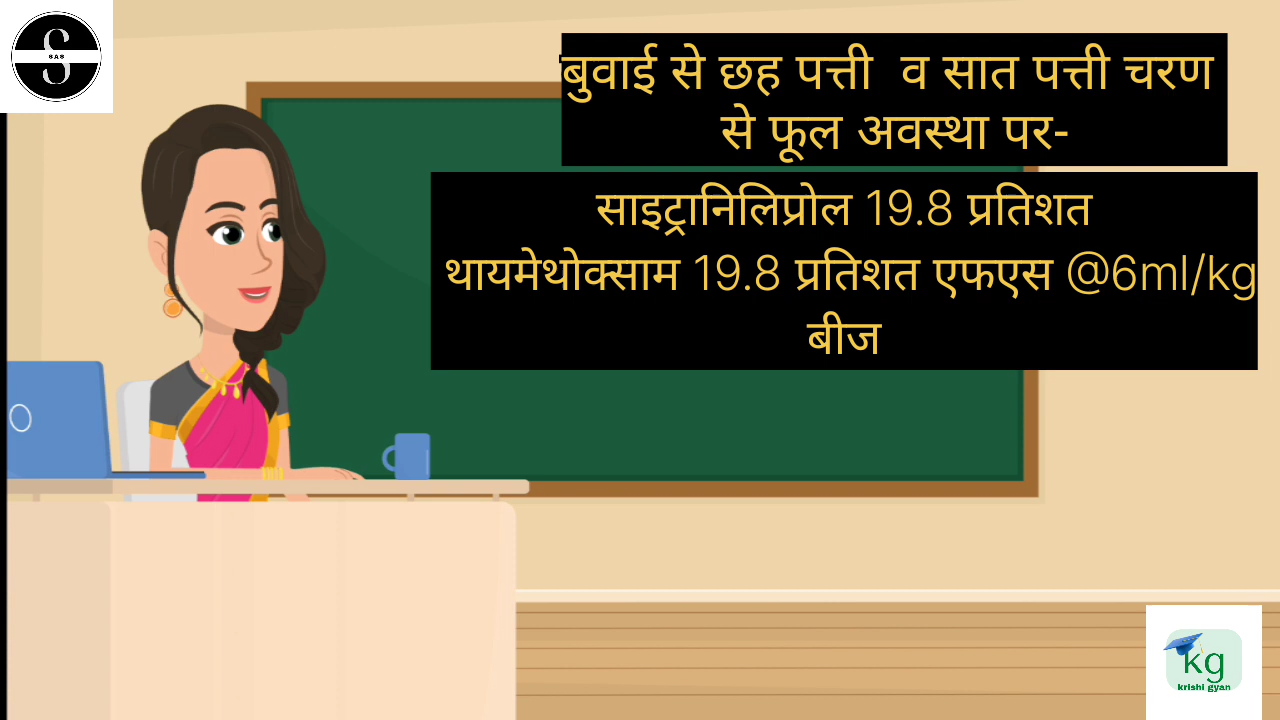 S
SAS
बुवाई से छह पत्ती व सात पत्ती चरण
से फूल अवस्था पर-
साइट्रानिलिप्रोल 19.8 प्रतिशत
थायमेथोक्साम 19.8 प्रतिशत एफएस @6ml/kg
बीज
kg
krishi gyan